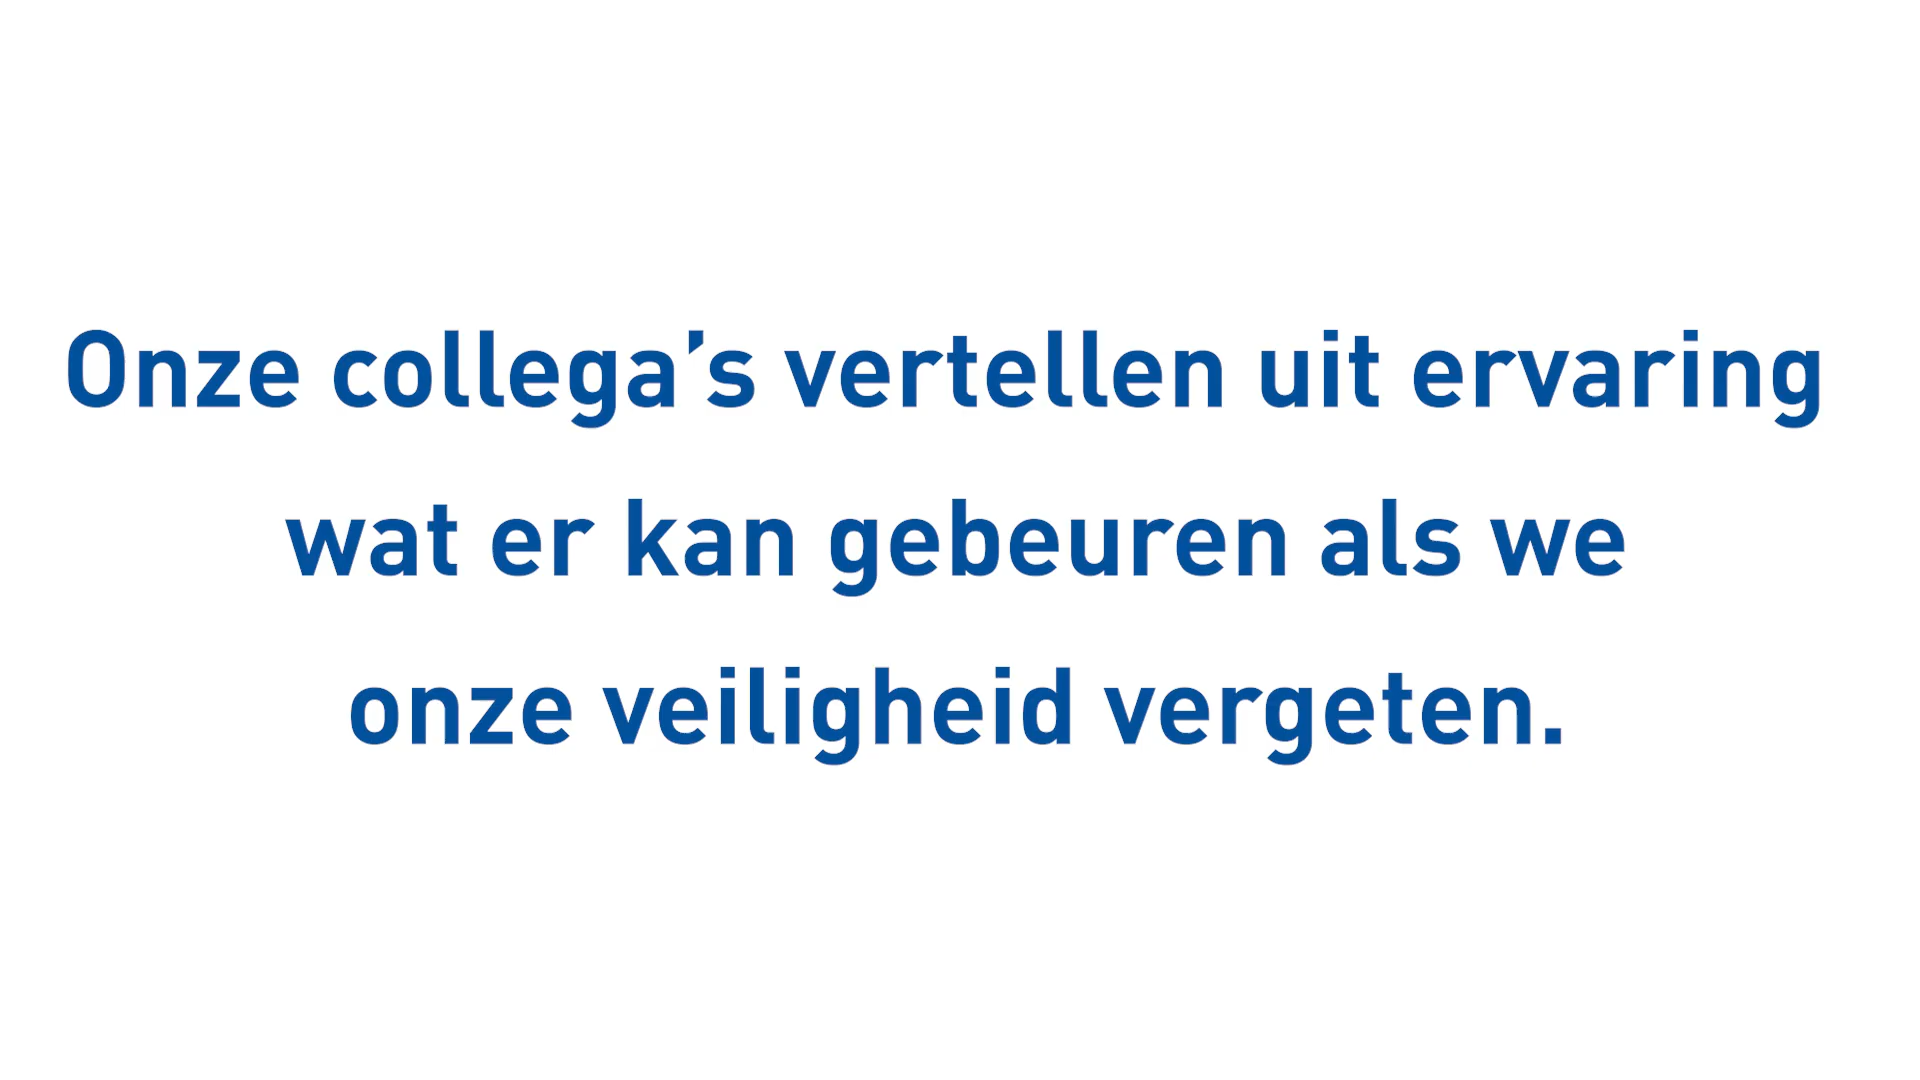 Onze collega’s vertellen uit ervaring
wat er kan gebeuren als we
onze veiligheid vergeten.